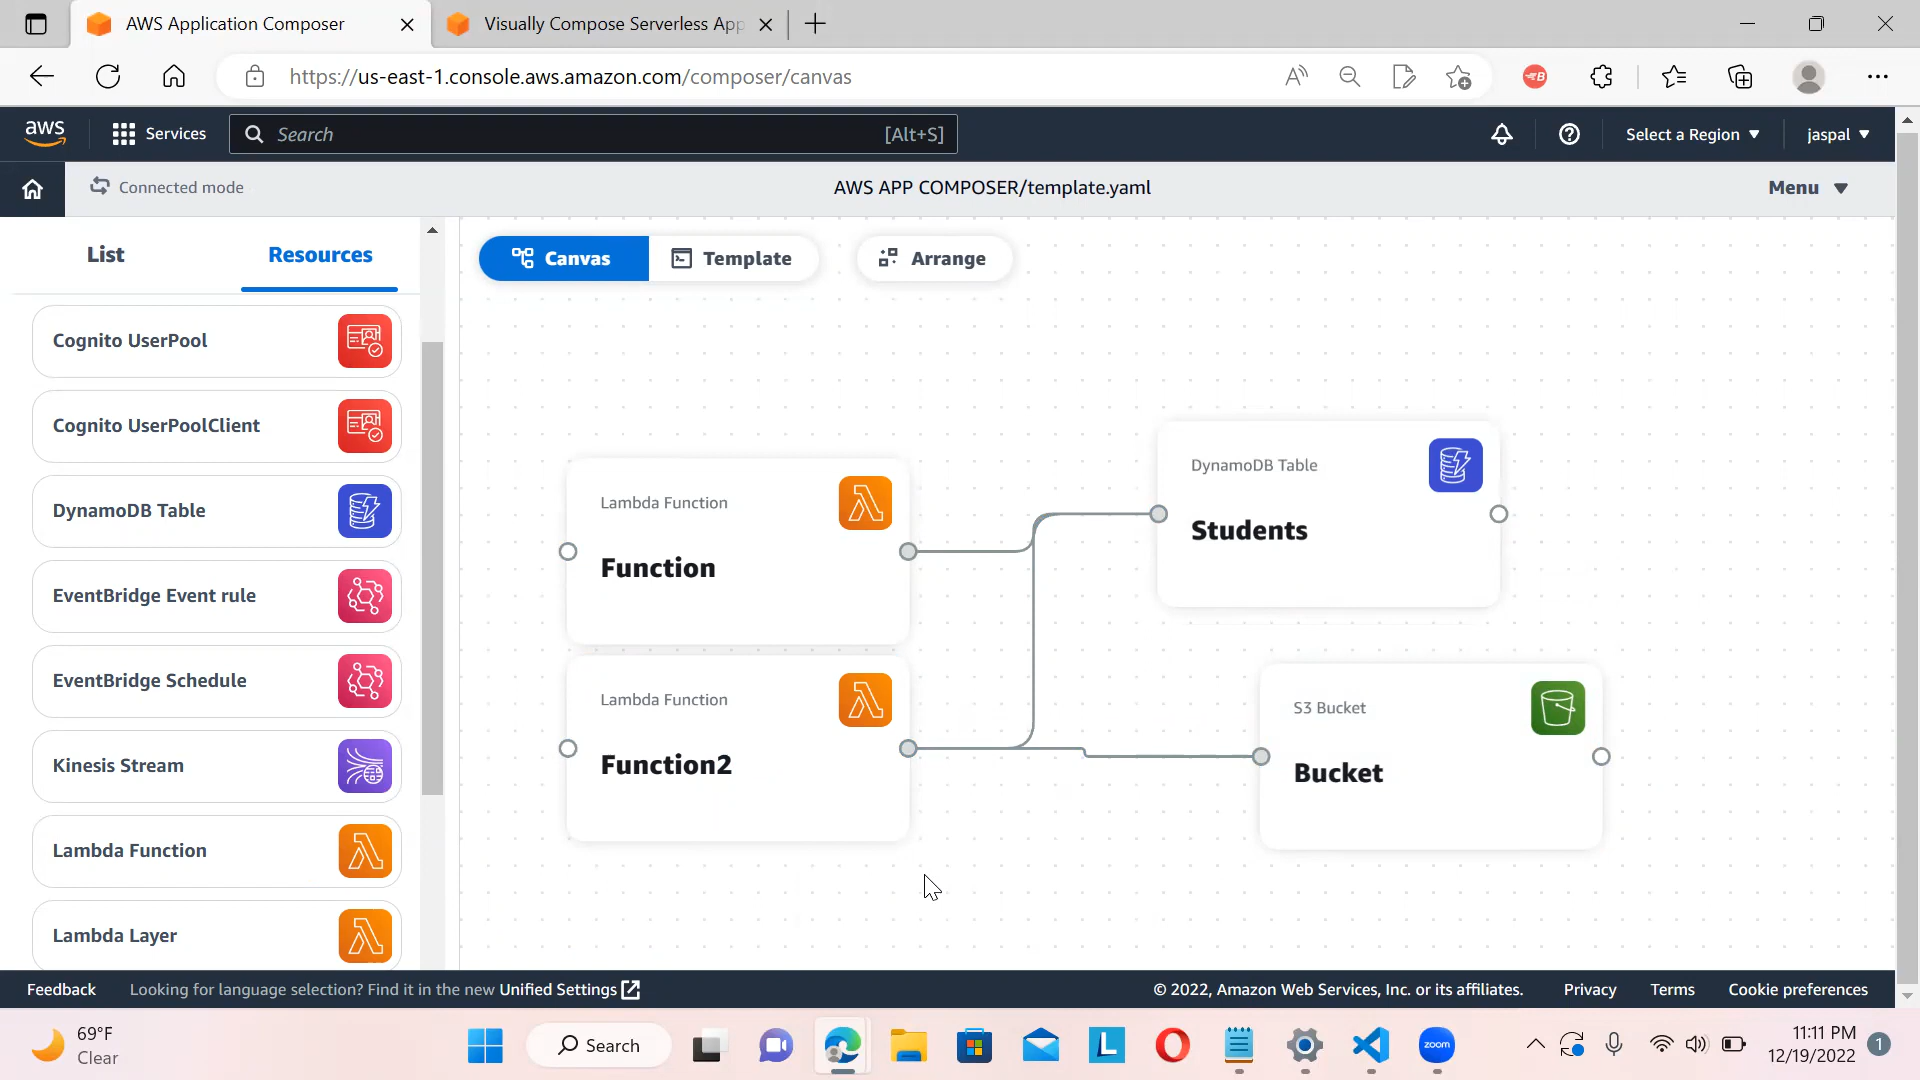 AWS Application Composer
Visually Compose Serverless App
https://us-east-1.console.aws.amazon.com/composer/canvas
aws
Services
Search
[Alt+S]
Select a Region
jaspal
Connected mode
AWS APP COMPOSER/template.yaml
Menu
List
Resources
Canvas
Template
Arrange
Cognito UserPool
Cognito UserPoolClient
DynamoDB Table
EventBridge Event rule
EventBridge Schedule
Kinesis Stream
Lambda Function
Lambda Layer
Lambda Function
Function
Lambda Function
Function2
DynamoDB Table
Students
S3 Bucket
Bucket
Feedback
Looking for language selection? Find it in the new Unified Settings
© 2022, Amazon Web Services, Inc. or its affiliates.
Privacy
Terms
Cookie preferences
69°F
Clear
Search
L
zoom
11:11 PM
12/19/2022
1